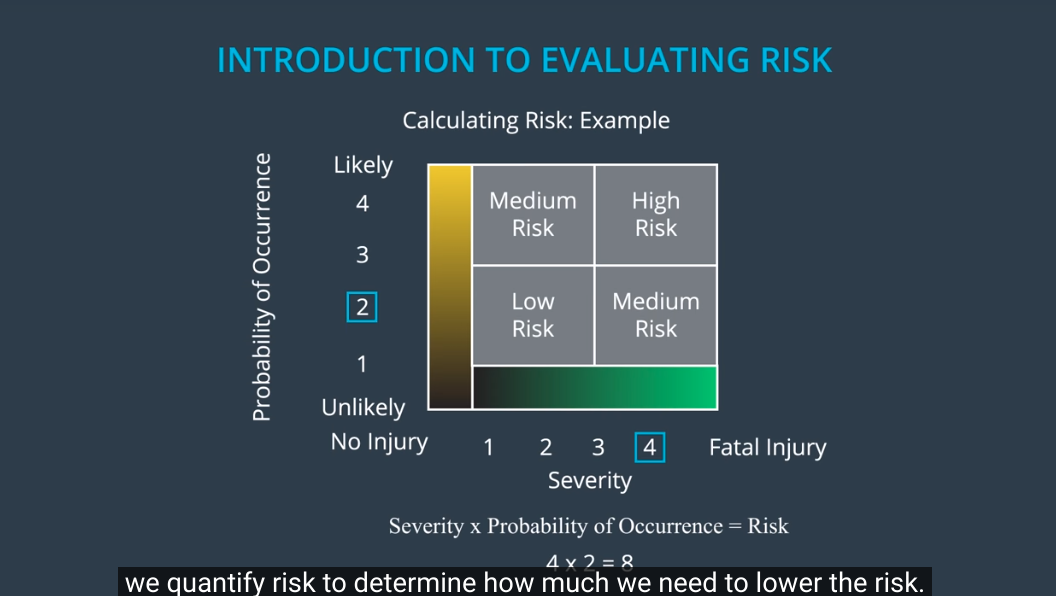 INTRODUCTION TO EVALUATING RISK
Calculating Risk: Example
Probability of Occurrence
Likely
4
3
2
1
Unlikely
Medium
Risk
High
Risk
Low
Risk
Medium
Risk
No Injury 1 2 3 4 Fatal Injury
Severity
Severity x Probability of Occurrence = Risk
4 x 2 = 8
we quantify risk to determine how much we need to lower the risk.